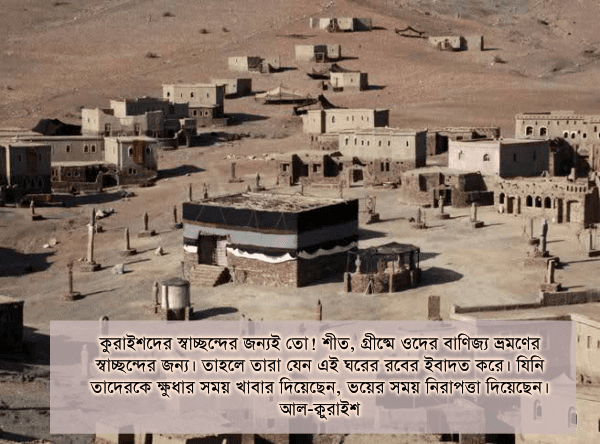 কুরাইশদের স্বাচ্ছন্দের জন্যই তো! শীত, গ্রীষ্মে ওদের বাণিজ্য ভ্রমণের
স্বাচ্ছন্দের জন্য। তাহলে তারা যেন এই ঘরের রবের ইবাদত করে। যিনি
তাদেরকে ক্ষুধার সময় খাবার দিয়েছেন, ভয়ের সময় নিরাপত্তা দিয়েছেন।
আল-কুরাইশ